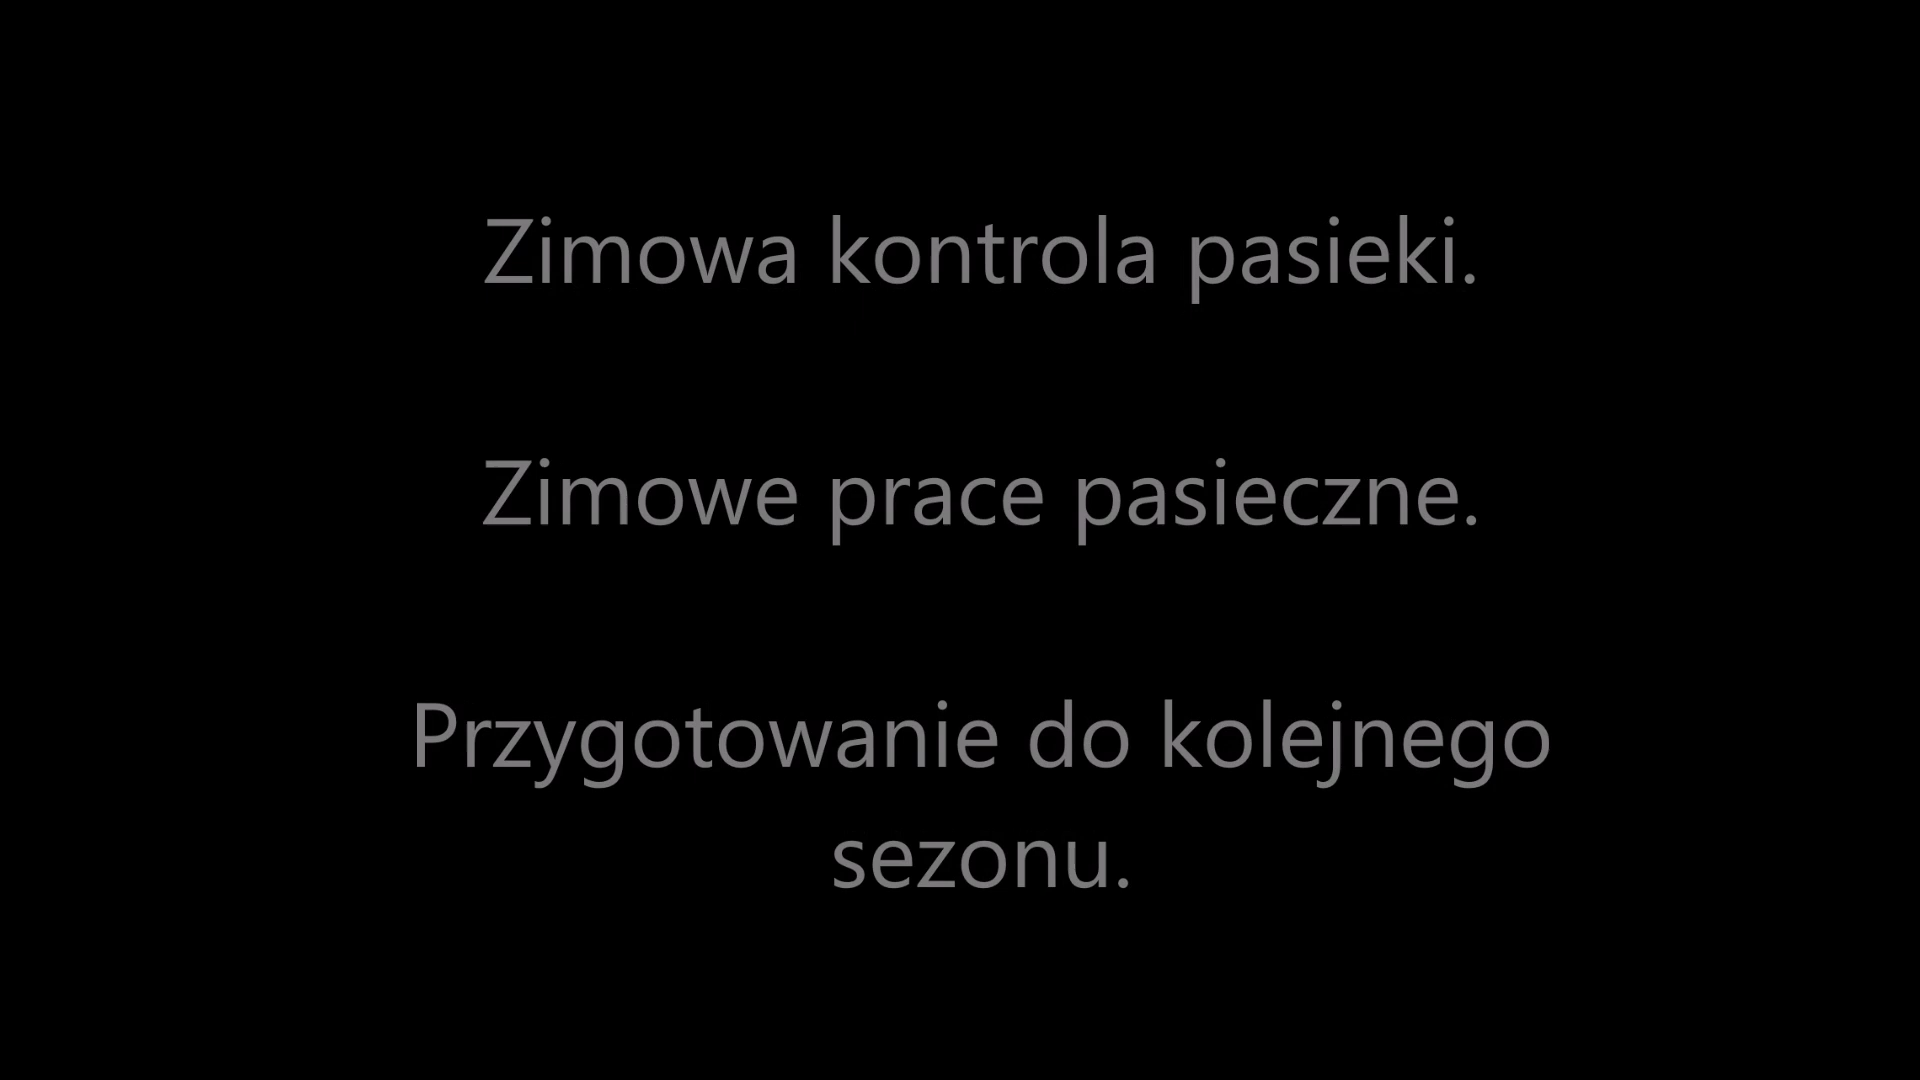 Zimowa kontrola pasieki.
Zimowe prace pasieczne.
Przygotowanie do kolejnego
sezonu.